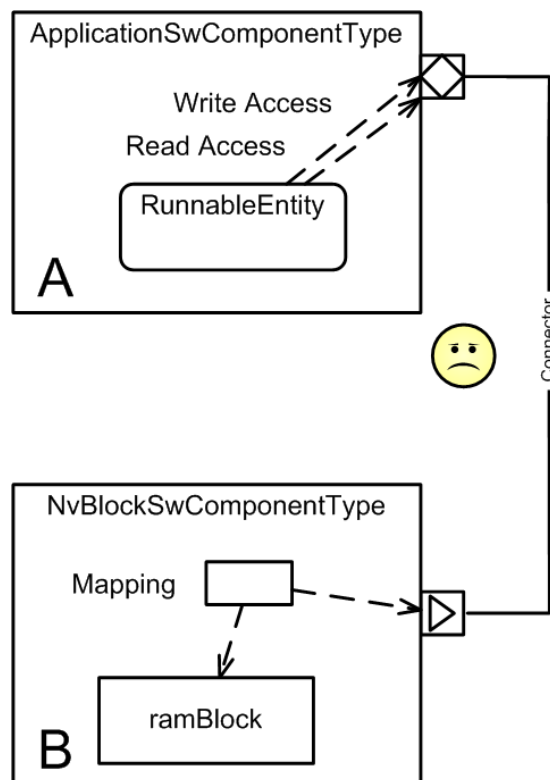 ApplicationSwComponentType
Write Access
Read Access
RunnableEntity
A
Connector
NvBlockSwComponentType
Mapping
ramBlock
B